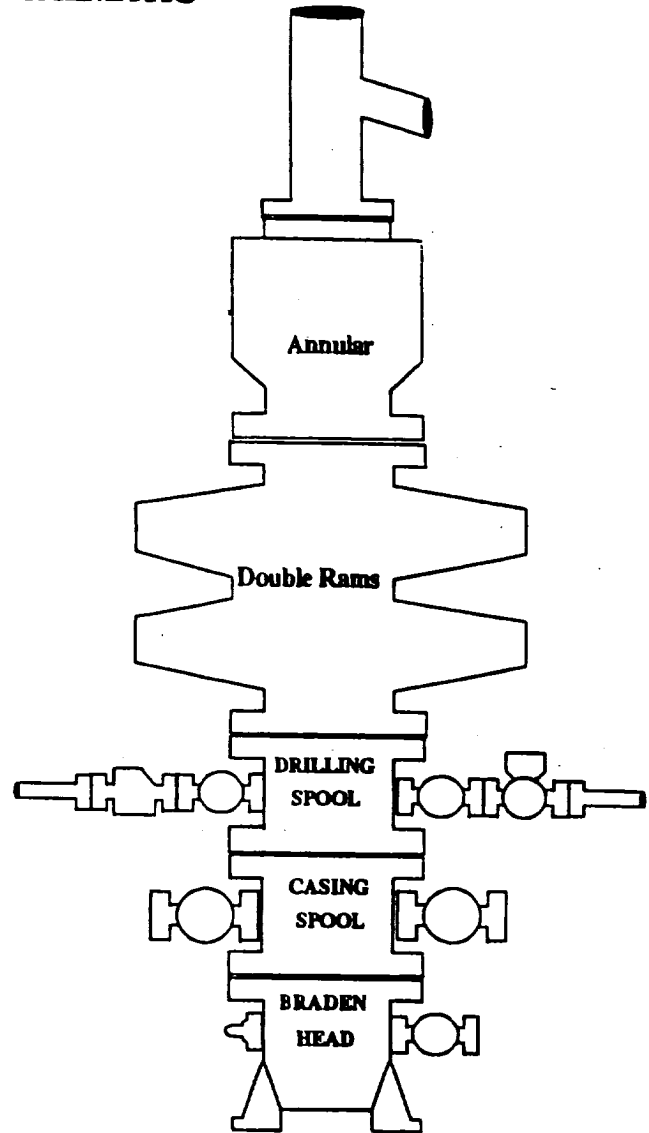 Annular
Double Rams
DRILLING
SPOOL
CASING
SPOOL
BRADEN
HEAD